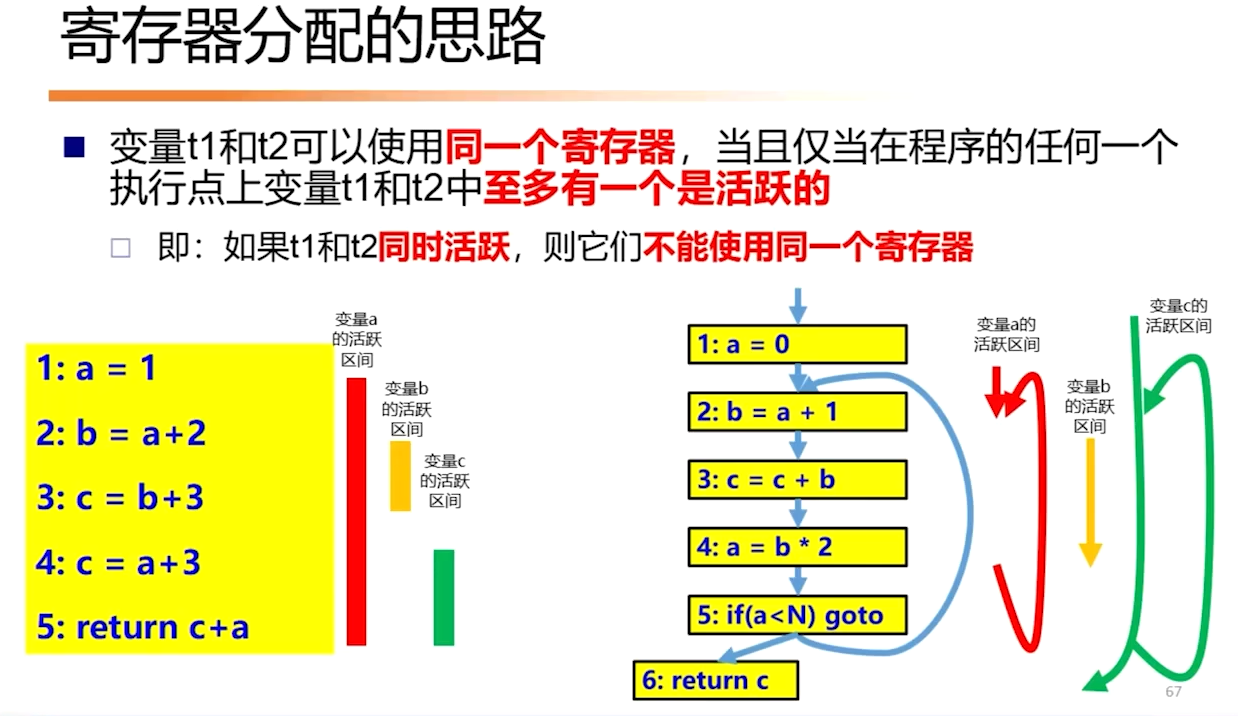 寄存器分配的思路
变量t1和t2可以使用同一个寄存器，当且仅当在程序的任何一个
执行点上变量t1和t2中至多有一个是活跃的
即：如果t1和t2同时活跃，则它们不能使用同一个寄存器
1: a = 1
2: b = a+2
3: c = b+3
4: c = a+3
5: return c+a
变量a
的活跃
区间
变量b
的活跃
区间
变量c
的活跃
区间
1: a = 0
2: b = a + 1
3: c = c + b
4: a = b * 2
5: if(a<N) goto
6: return c
变量a的
活跃区间
变量b
的活跃
区间
变量c的
活跃区间
67